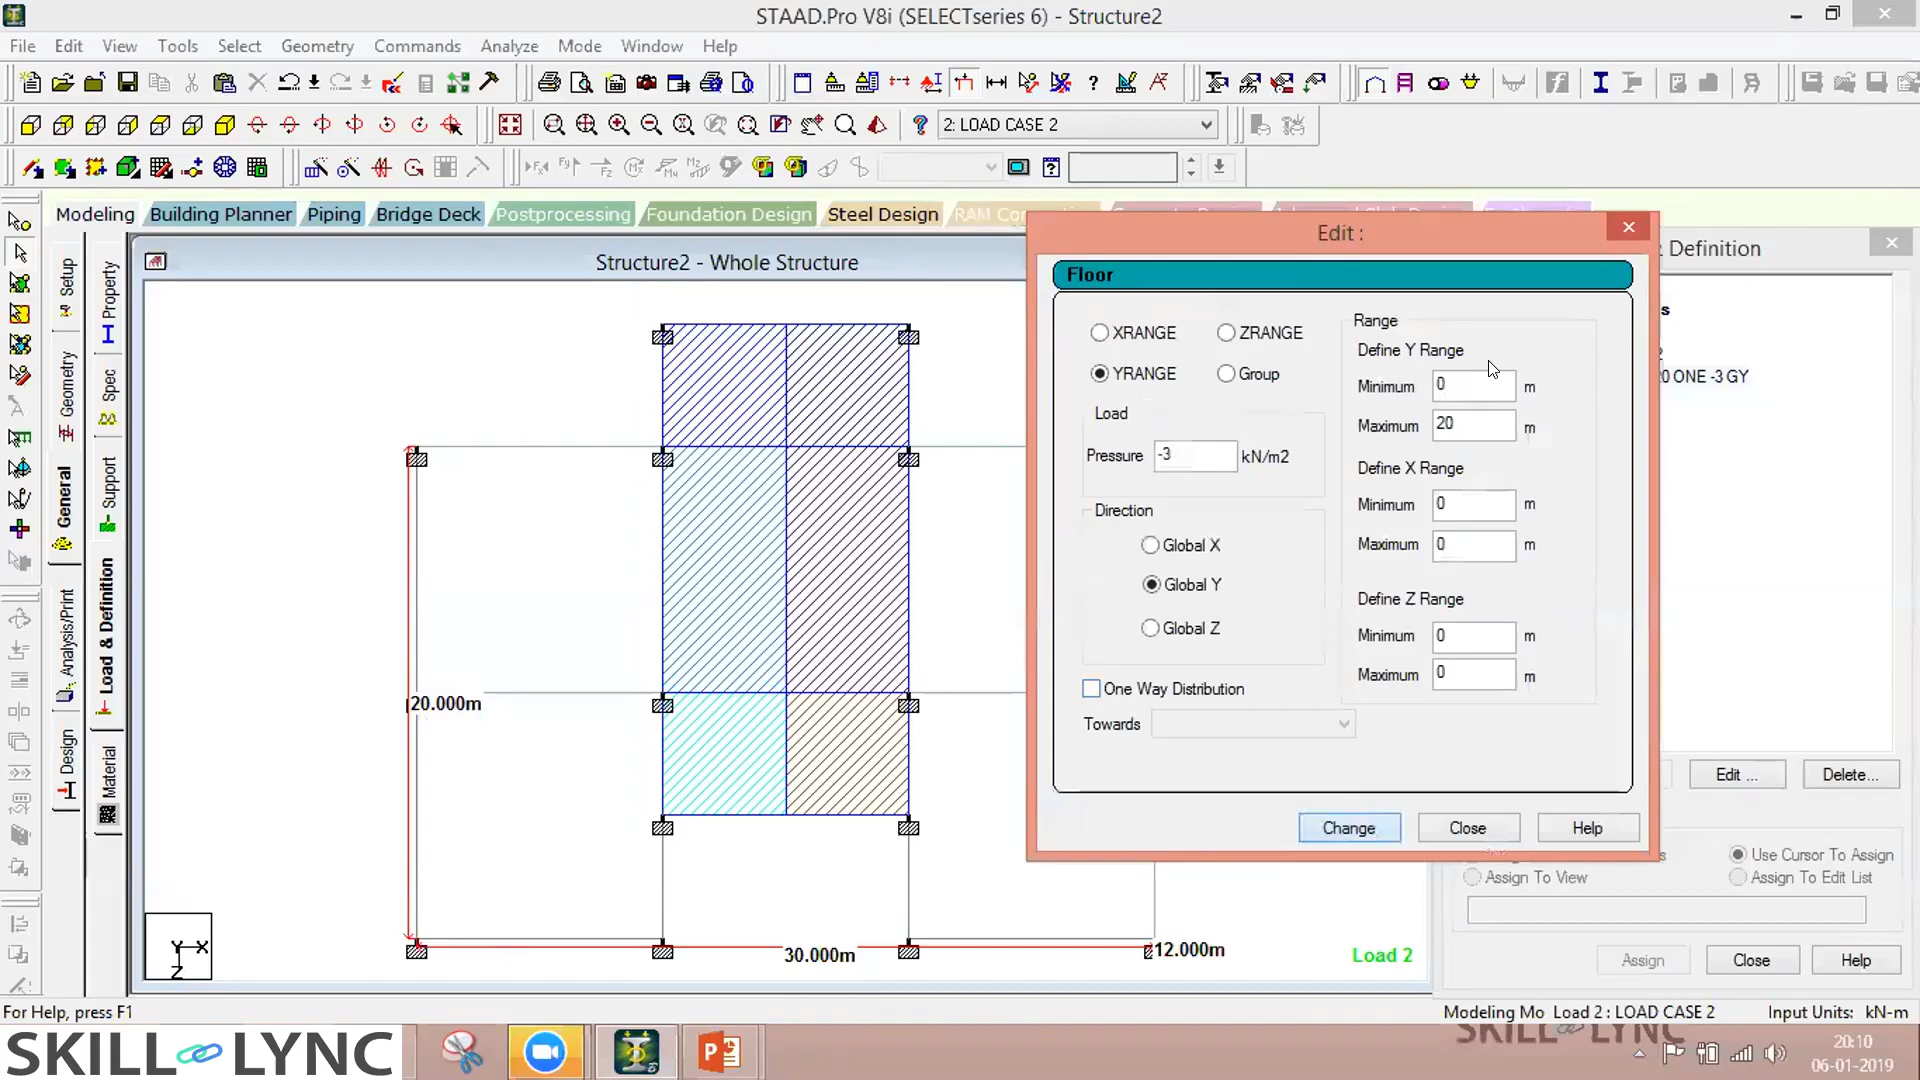 STAAD.Pro V8i (SELECTseries 6) - Structure2
File Edit View Tools Select Geometry Commands Analyze Mode Window Help
2: LOAD CASE 2
Modeling Building Planner Piping Bridge Deck Postprocessing Foundation Design Steel Design
Structure2 - Whole Structure
Setup
Geometry
General
Analysis/Print
Design
Property
Spec
Support
Load & Definition
Material
20.000m
30.000m
12.000m
Load 2
Y X
Z
Edit :
Floor
XRANGE ZRANGE
YRANGE Group
Load
Pressure -3 kN/m2
Direction
Global X
Global Y
Global Z
One Way Distribution
Towards
Range
Define Y Range
Minimum 0 m
Maximum 20 m
Define X Range
Minimum 0 m
Maximum 0 m
Define Z Range
Minimum 0 m
Maximum 0 m
Change Close Help
Definition
ONE -3 GY
Edit ... Delete...
Use Cursor To Assign
Assign To View Assign To Edit List
Assign Close Help
For Help, press F1
Modeling Mo Load 2 : LOAD CASE 2 Input Units: kN-m
SKILL LYNC
SKILL LYNC
20:10
06-01-2019